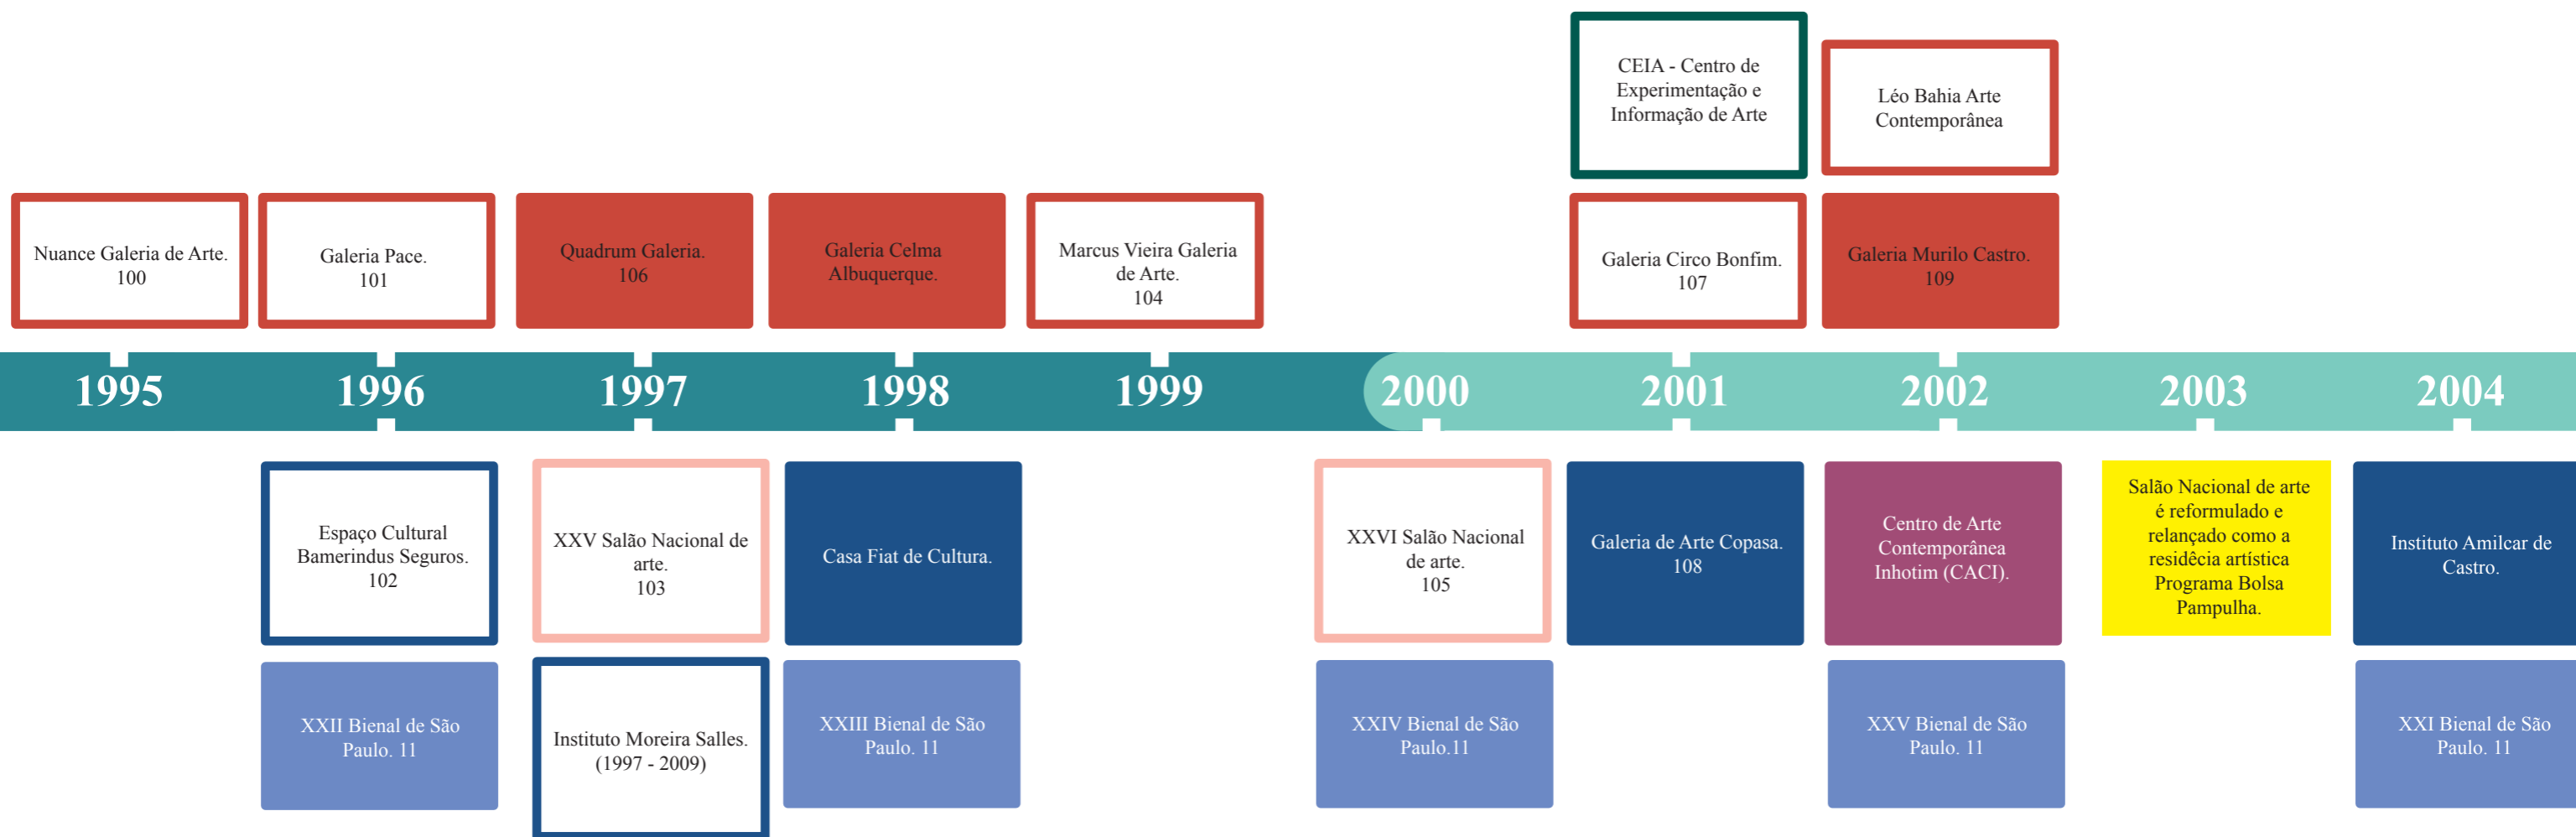 CEIA - Centro de
Experimentação e
Informação de Arte
Léo Bahia Arte
Contemporânea
Nuance Galeria de Arte.
100
Galeria Pace.
101
Quadrum Galeria.
106
Galeria Celma
Albuquerque.
Marcus Vieira Galeria
de Arte.
104
Galeria Circo Bonfim.
107
Galeria Murilo Castro.
109
1995
1996
1997
1998
1999
2000
2001
2002
2003
2004
Espaço Cultural
Bamerindus Seguros.
102
XXV Salão Nacional de
arte.
103
Casa Fiat de Cultura.
XXVI Salão Nacional
de arte.
105
Galeria de Arte Copasa.
108
Centro de Arte
Contemporânea
Inhotim (CACI).
Salão Nacional de arte
é reformulado e
relançado como a
residêcia artística
Programa Bolsa
Pampulha.
Instituto Amilcar de
Castro.
XXII Bienal de São
Paulo. 11
Instituto Moreira Salles.
(1997 - 2009)
XXIII Bienal de São
Paulo. 11
XXIV Bienal de São
Paulo.11
XXV Bienal de São
Paulo. 11
XXI Bienal de São
Paulo. 11